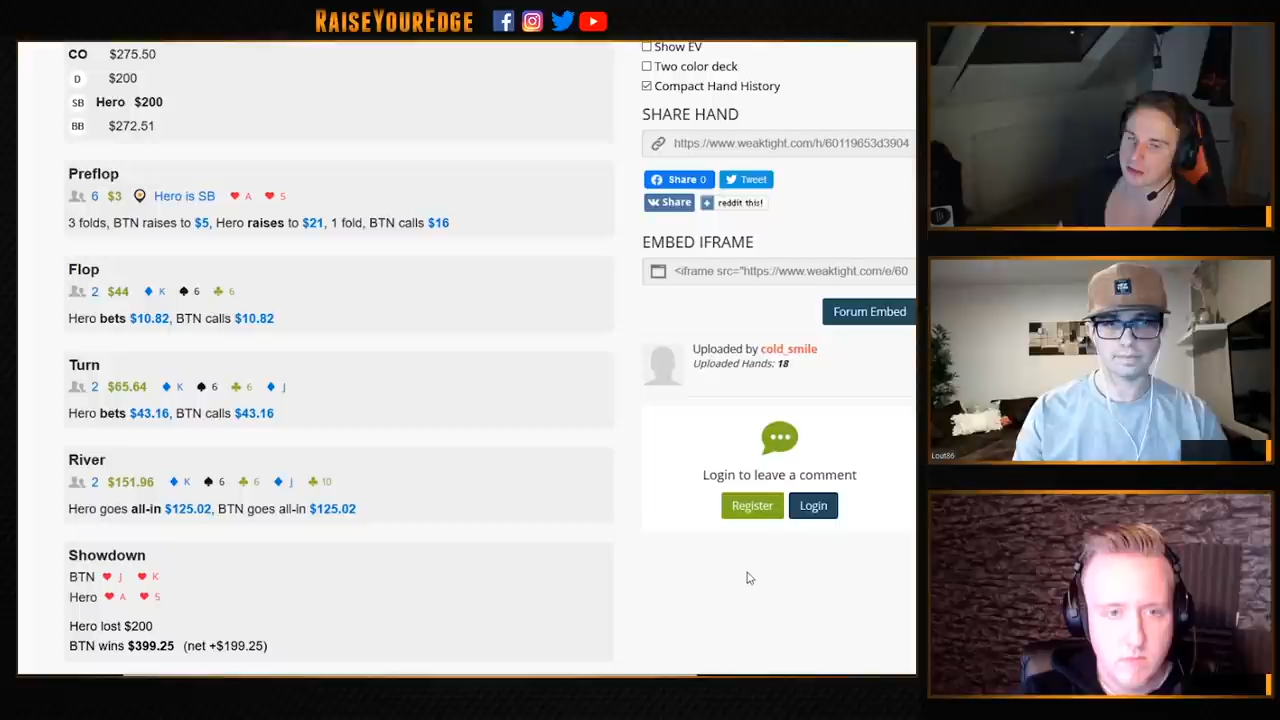 RAISEYOUREDGE
CO $275.50
D $200
SB Hero $200
BB $272.51
Preflop
6 $3 Hero is SB ♥ A ♥ 5
3 folds, BTN raises to $5, Hero raises to $21, 1 fold, BTN calls $16
Flop
2 $44 ♦ K ♠ 6 ♣ 6
Hero bets $10.82, BTN calls $10.82
Turn
2 $65.64 ♦ K ♠ 6 ♣ 6 ♦ J
Hero bets $43.16, BTN calls $43.16
River
2 $151.96 ♦ K ♠ 6 ♣ 6 ♦ J ♣ 10
Hero goes all-in $125.02, BTN goes all-in $125.02
Showdown
BTN ♥ J ♥ K
Hero ♥ A ♥ 5
Hero lost $200
BTN wins $399.25 (net +$199.25)
Show EV
Two color deck
Compact Hand History
SHARE HAND
https://www.weaktight.com/h/60119653d3904
Share 0 Tweet
Share reddit this!
EMBED IFRAME
<iframe src="https://www.weaktight.com/e/60
Forum Embed
Uploaded by cold_smile
Uploaded Hands: 18
Login to leave a comment
Register Login
Lout86